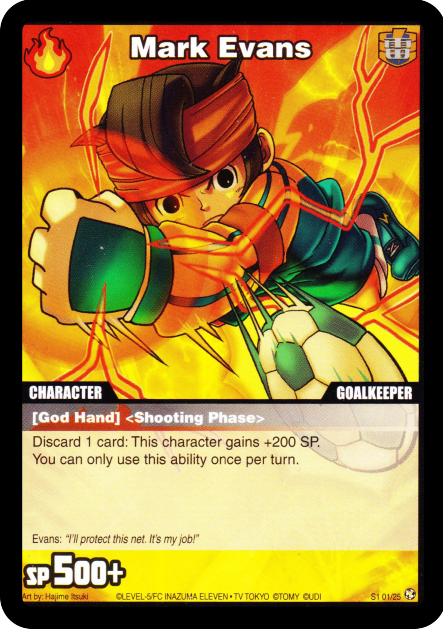 Mark Evans
CHARACTER
GOALKEEPER
[God Hand] <Shooting Phase>
Discard 1 card: This character gains +200 SP.
You can only use this ability once per turn.
Evans: "I'll protect this net. It's my job!"
SP 500+
Art by: Hajime Itsuki ©LEVEL-5/FC INAZUMA ELEVEN • TV TOKYO ©TOMY ©UDI S1 01/25